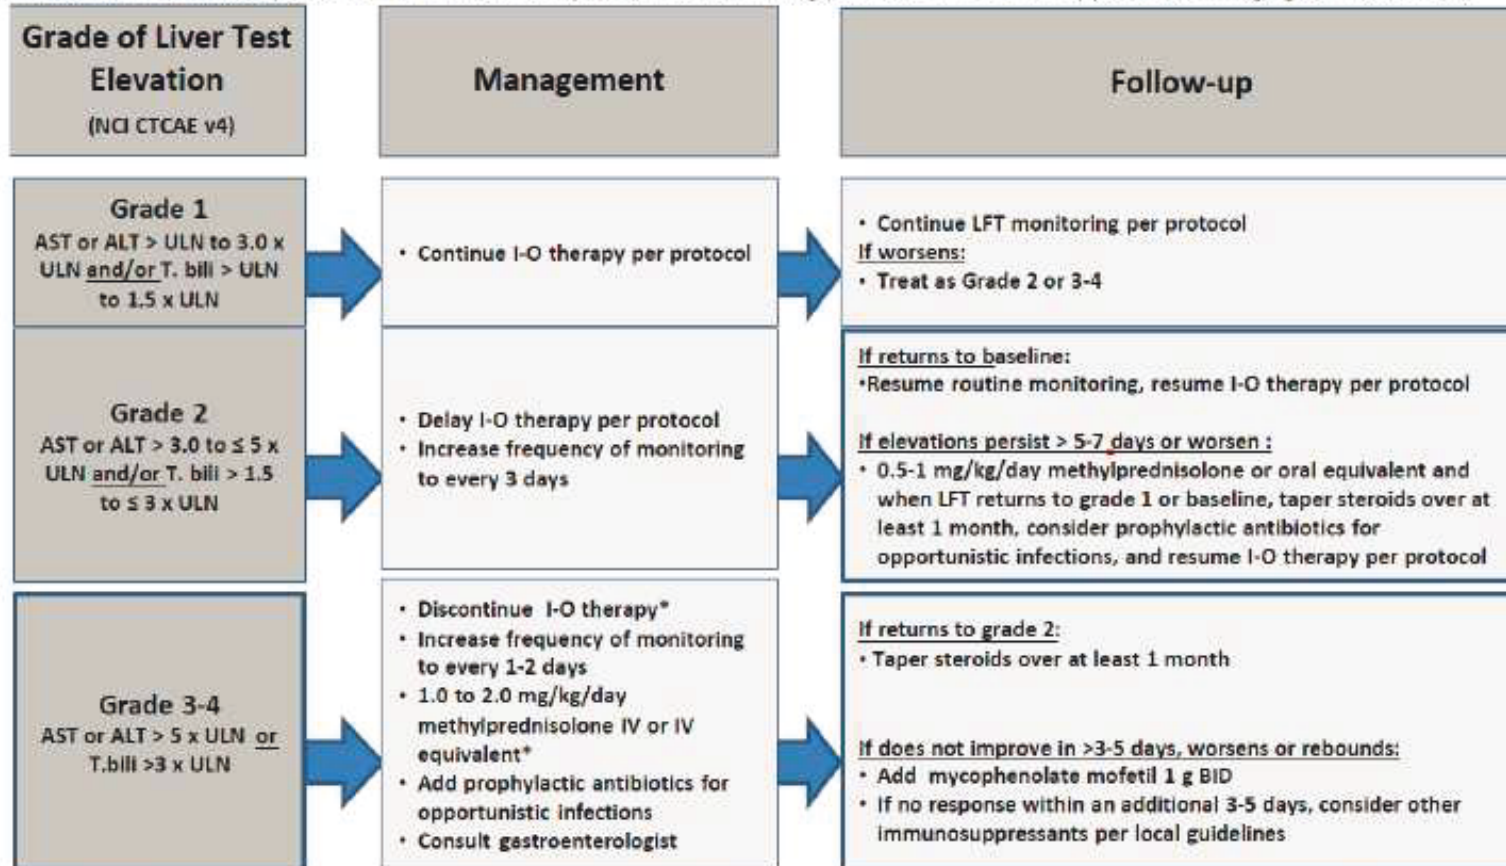 Grade of Liver Test
Elevation
(NCI CTCAE v4)
Management
Follow-up
Grade 1
AST or ALT > ULN to 3.0 x
ULN and/or T. bili > ULN
to 1.5 x ULN
• Continue I-O therapy per protocol
• Continue LFT monitoring per protocol
If worsens:
• Treat as Grade 2 or 3-4
Grade 2
AST or ALT > 3.0 to ≤ 5 x
ULN and/or T. bili > 1.5
to ≤ 3 x ULN
• Delay I-O therapy per protocol
• Increase frequency of monitoring
to every 3 days
If returns to baseline:
•Resume routine monitoring, resume I-O therapy per protocol
If elevations persist > 5-7 days or worsen :
• 0.5-1 mg/kg/day methylprednisolone or oral equivalent and
when LFT returns to grade 1 or baseline, taper steroids over at
least 1 month, consider prophylactic antibiotics for
opportunistic infections, and resume I-O therapy per protocol
Grade 3-4
AST or ALT > 5 x ULN or
T.bili >3 x ULN
• Discontinue I-O therapy*
• Increase frequency of monitoring
to every 1-2 days
• 1.0 to 2.0 mg/kg/day
methylprednisolone IV or IV
equivalent*
• Add prophylactic antibiotics for
opportunistic infections
• Consult gastroenterologist
If returns to grade 2:
• Taper steroids over at least 1 month
If does not improve in >3-5 days, worsens or rebounds:
• Add mycophenolate mofetil 1 g BID
• If no response within an additional 3-5 days, consider other
immunosuppressants per local guidelines